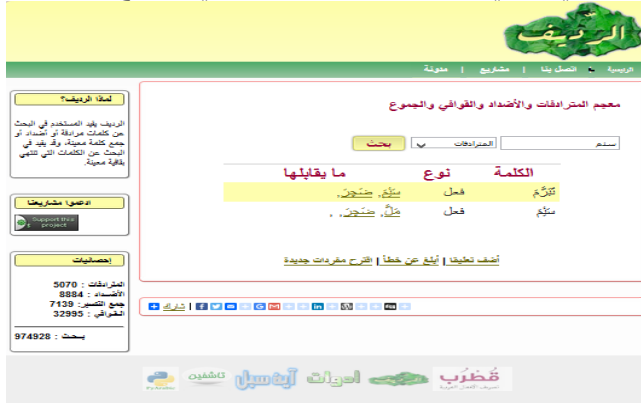 الرديف
الرئيسية اتصل بنا | مشاريع | مدونة
معجم المترادفات والأضداد والقوافي والجموع
سئم المترادفات بحث
الكلمة نوع ما يقابلها
تَبَرَّمَ فعل سَئِمَ, ضَجِرَ,
سَئِمَ فعل مَلَّ, ضَجِرَ, ,
أضف تعليقا | أبلغ عن خطأ | اقترح مفردات جديدة
شارك |
لماذا الرديف؟
الرديف يفيد المستخدم في البحث
عن كلمات مرادفة أو أضداد أو
جمع كلمة معينة، وقد يفيد في
البحث عن الكلمات التي تنتهي
بقافية معينة.
ادعموا مشاريعنا
Support this
project
إحصائيات
المترادفات : 5070
الأضداد : 8884
جمع التكسير: 7139
القوافي : 32995
بحث : 974928
قطرب أدوات آية سبل تاشفين